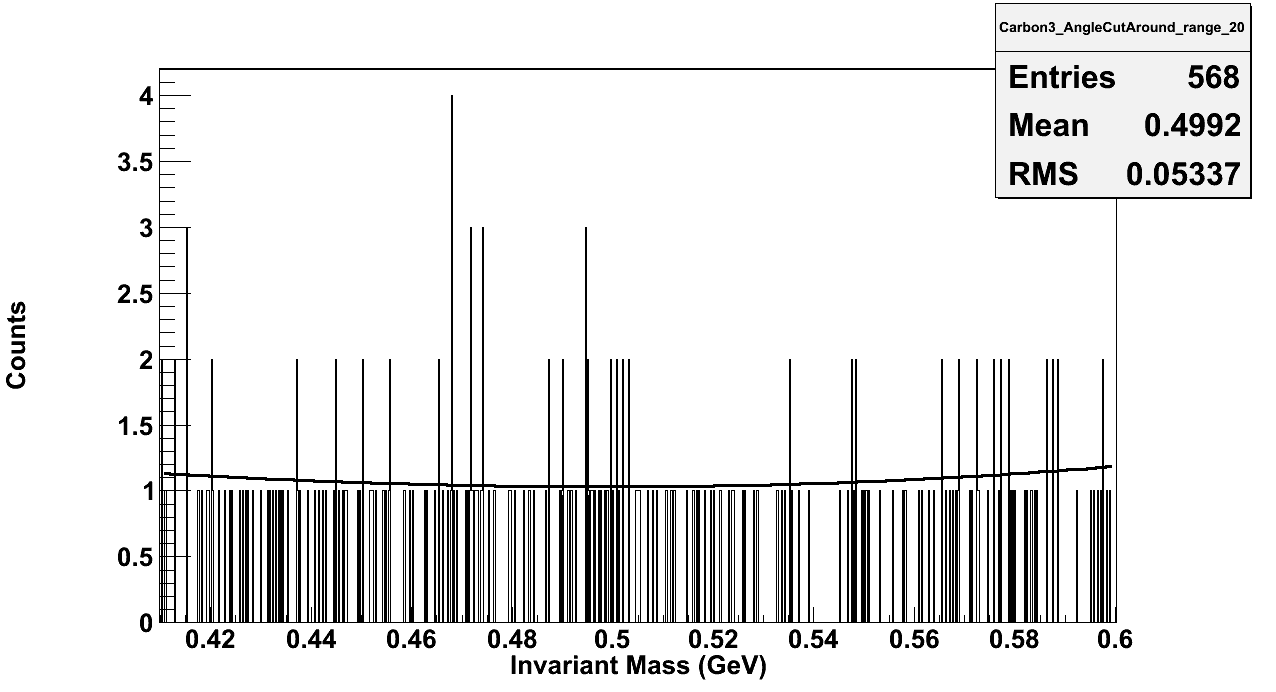 Carbon3_AngleCutAround_range_20
Entries 568
Mean 0.4992
RMS 0.05337
4
3.5
3
2.5
2
1.5
1
0.5
0
Counts
0.42 0.44 0.46 0.48 0.5 0.52 0.54 0.56 0.58 0.6
Invariant Mass (GeV)